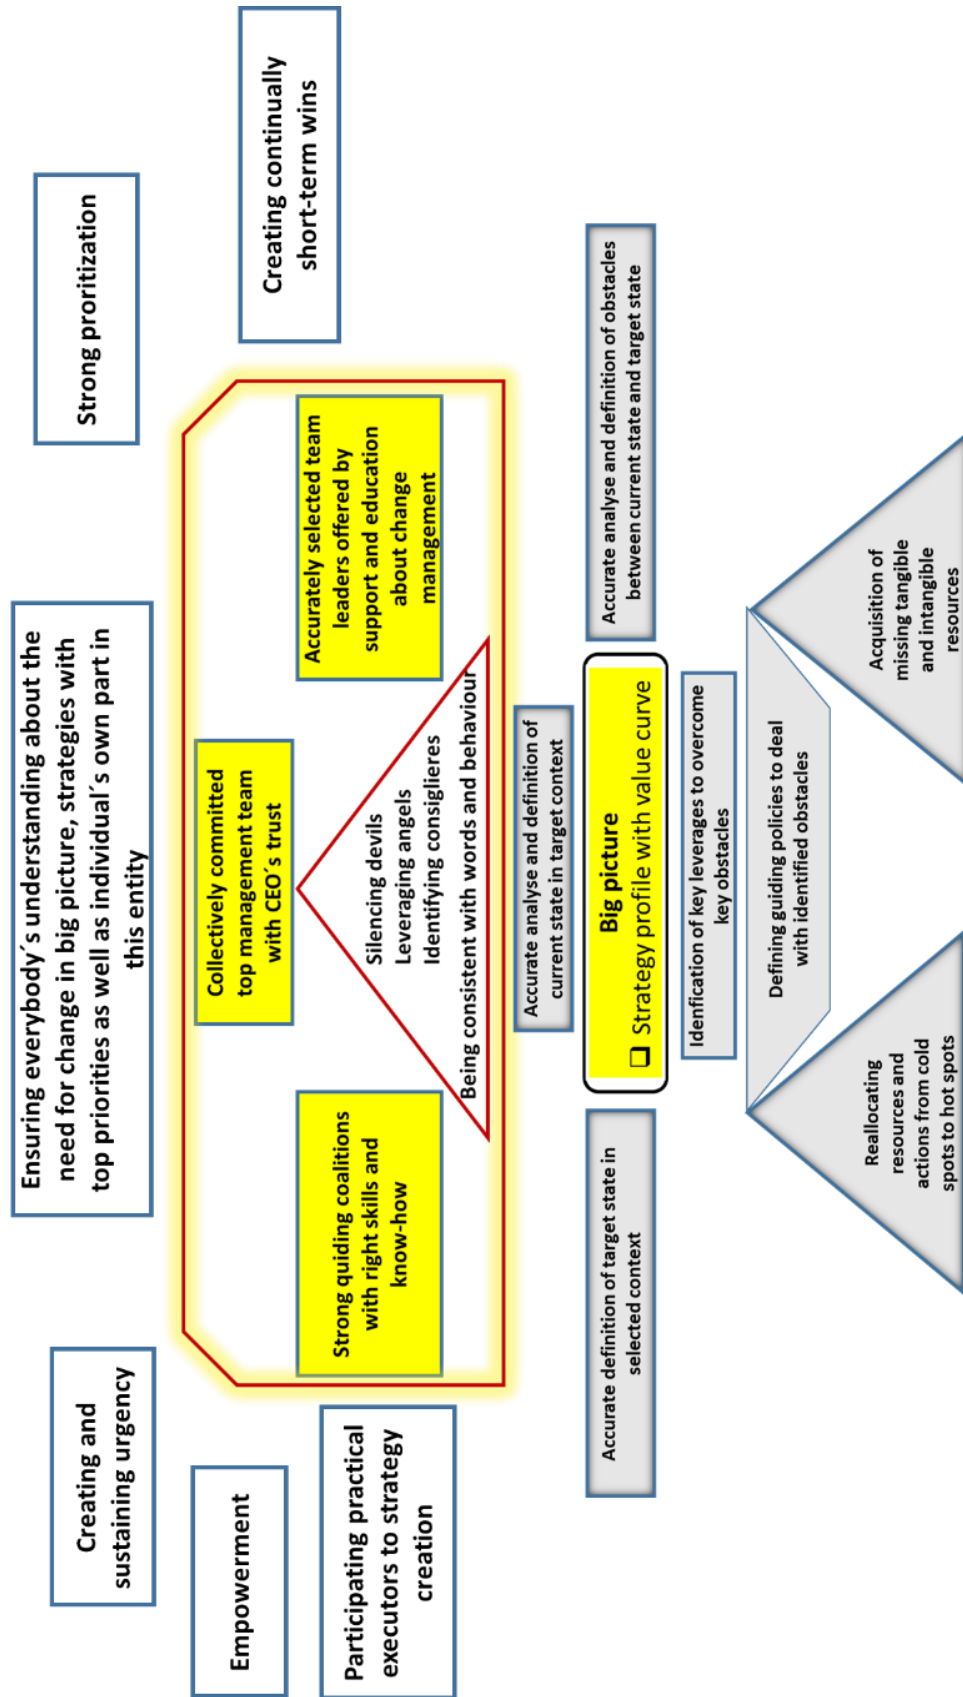 Ensuring everybody´s understanding about the
need for change in big picture, strategies with
top priorities as well as individual´s own part in
this entity
Creating and
sustaining urgency
Strong proritization
Empowerment
Collectively committed
top management team
with CEO´s trust
Creating continually
short-term wins
Participating practical
executors to strategy
creation
Strong quiding coalitions
with right skills and
know-how
Accurately selected team
leaders offered by
support and education
about change
management
Silencing devils
Leveraging angels
Identifying consiglieres
Being consistent with words and behaviour
Accurate analyse and definition of
current state in target context
Accurate definition of target state in
selected context
Big picture
❑ Strategy profile with value curve
Accurate analyse and definition of obstacles
between current state and target state
Idenfication of key leverages to overcome
key obstacles
Defining guiding policies to deal
with identified obstacles
Reallocating
resources and
actions from cold
spots to hot spots
Acquisition of
missing tangible
and intangible
resources